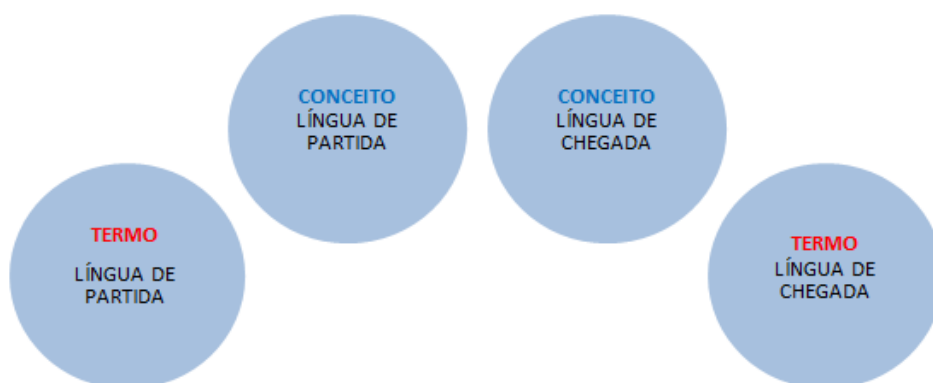 TERMO
LÍNGUA DE
PARTIDA
CONCEITO
LÍNGUA DE
PARTIDA
CONCEITO
LÍNGUA DE
CHEGADA
TERMO
LÍNGUA DE
CHEGADA